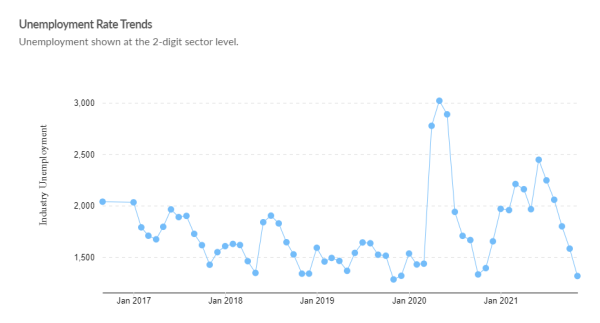 Unemployment Rate Trends
Unemployment shown at the 2-digit sector level.
Industry Unemployment
3,000
2,500
2,000
1,500
Jan 2017 Jan 2018 Jan 2019 Jan 2020 Jan 2021